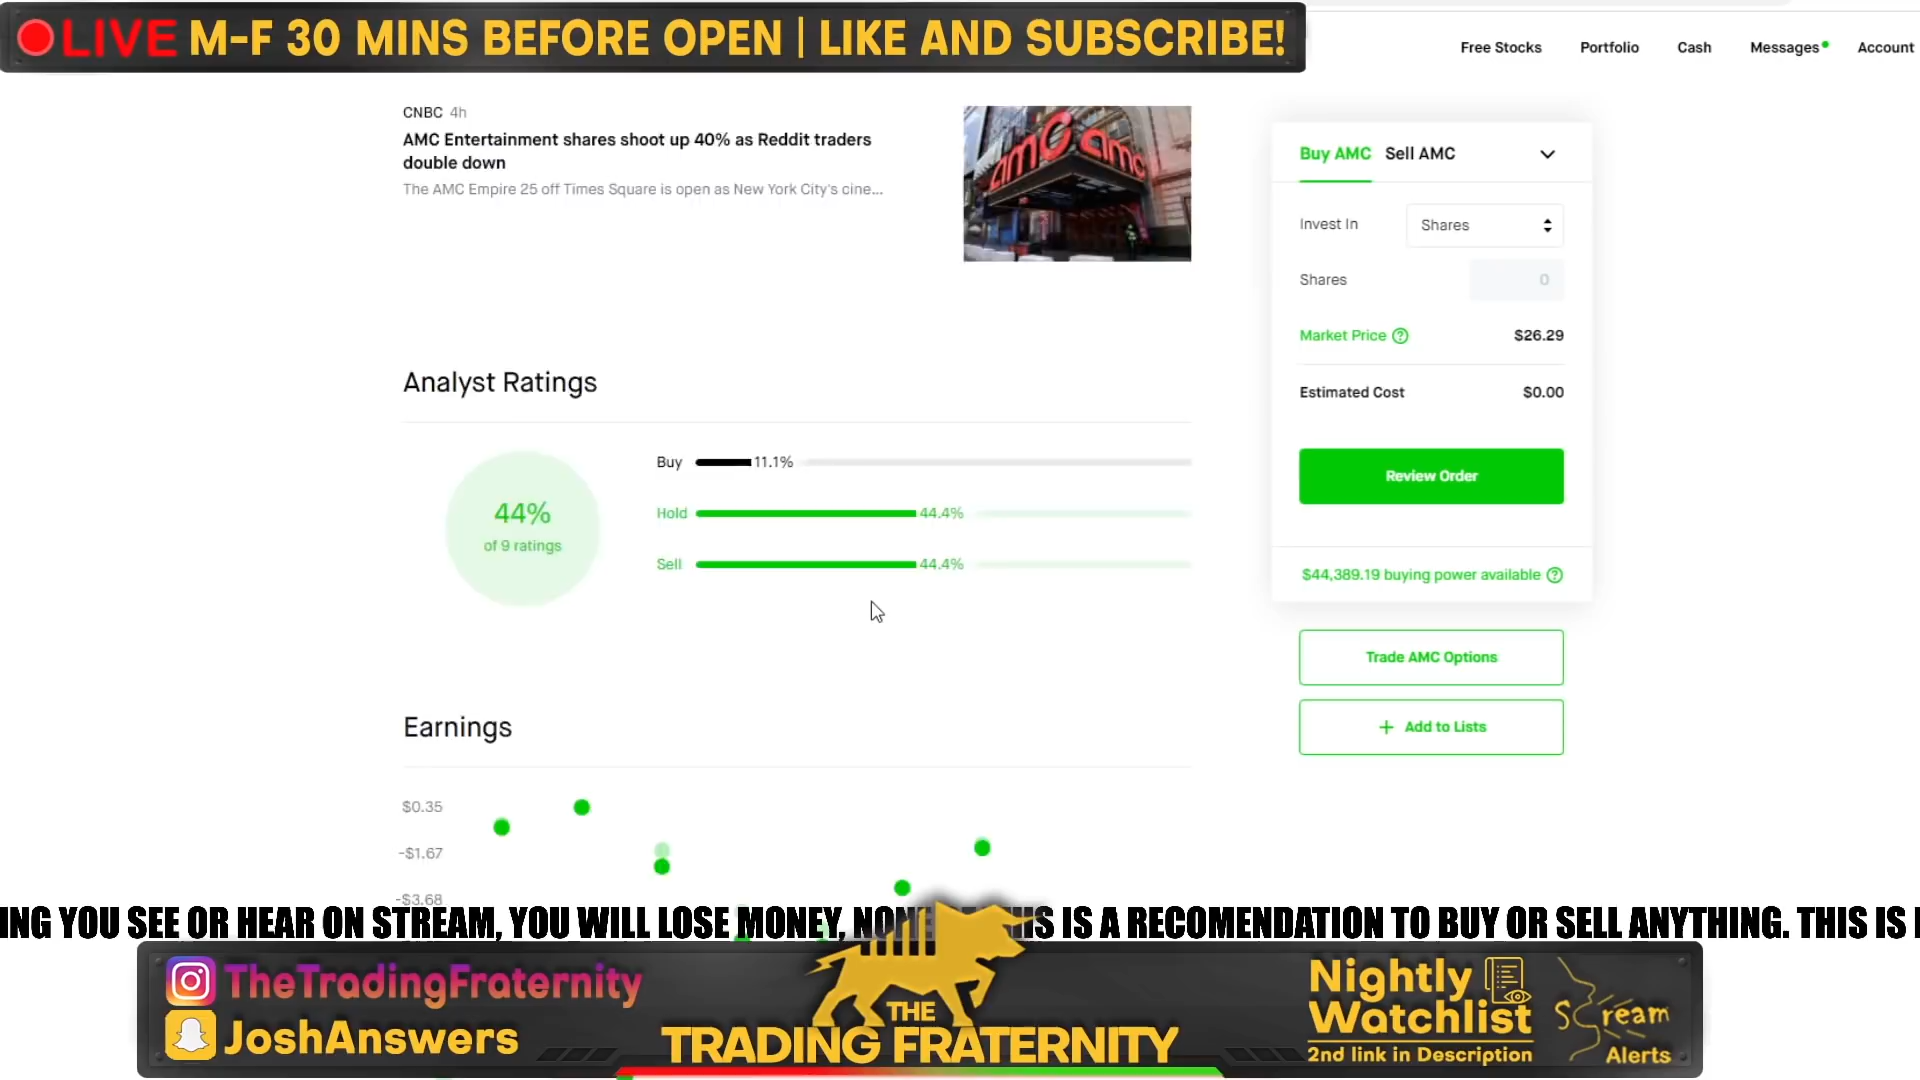 LIVE M-F 30 MINS BEFORE OPEN | LIKE AND SUBSCRIBE!
Free Stocks Portfolio Cash Messages Account
CNBC 4h
AMC Entertainment shares shoot up 40% as Reddit traders
double down
The AMC Empire 25 off Times Square is open as New York City's cine...
amc amc
Buy AMC Sell AMC
Invest In Shares
Shares 0
Market Price $26.29
Estimated Cost $0.00
Review Order
$44,389.19 buying power available
Trade AMC Options
+ Add to Lists
Analyst Ratings
44%
of 9 ratings
Buy 11.1%
Hold 44.4%
Sell 44.4%
Earnings
$0.35
-$1.67
-$3.68
ING YOU SEE OR HEAR ON STREAM, YOU WILL LOSE MONEY, IS IS A RECOMENDATION TO BUY OR SELL ANYTHING. THIS IS
TheTradingFraternity
JoshAnswers
THE
TRADING FRATERNITY
Nightly
Watchlist
2nd link in Description
Scream
Alerts